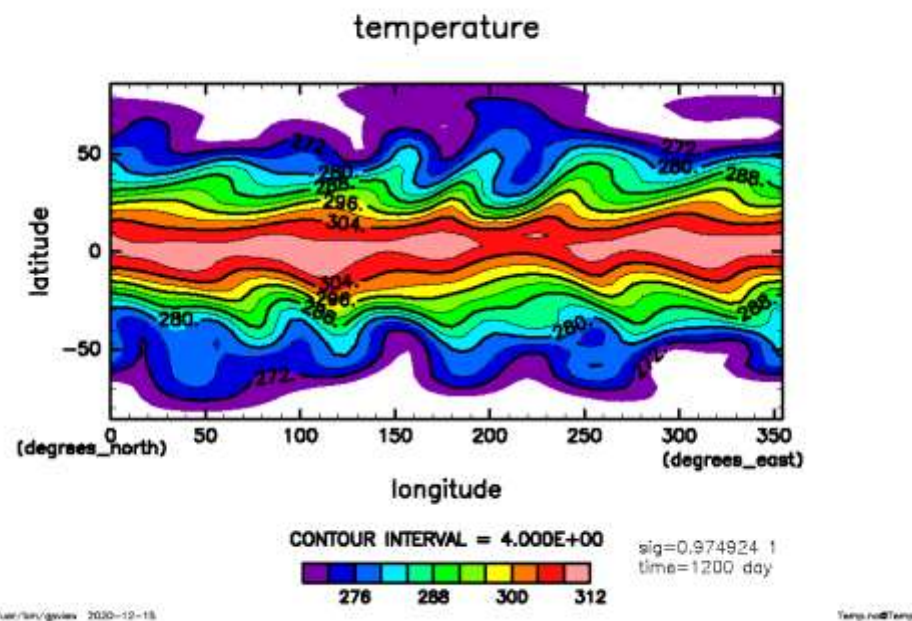 temperature
272.
272.
280.
280.
288.
288.
296.
304.
50
0
-50
latitude
304.
296.
288.
288.
280.
280.
272.
272.
0 50 100 150 200 250 300 350
(degrees_north)
(degrees_east)
longitude
CONTOUR INTERVAL = 4.000E+00
276 288 300 312
sig=0.974924 1
time=1200 day
2020-12-15